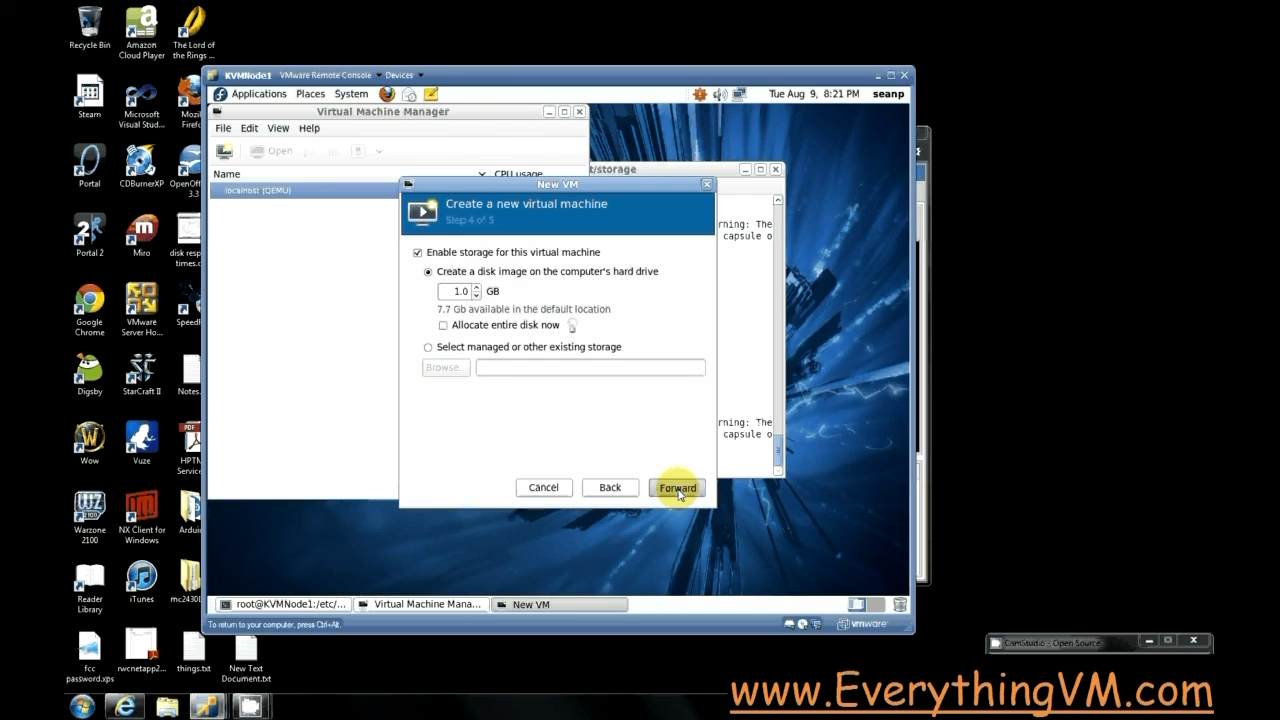 Recycle Bin
Amazon Cloud Player
The Lord of the Rings ...
Steam
Microsoft Visual Stud...
Mozil
Firefo
Portal
CDBurnerXP
OpenOff
3.3
Portal 2
Miro
disk resp
times.c
Google Chrome
VMware Server Ho...
SpeedF
Digsby
StarCraft II
Notes.
Wow
Vuze
HPTN
Service
Warzone 2100
NX Client for Windows
Arduin
Reader Library
iTunes
mc2430
fcc password.xps
rwcnetapp2...
things.txt
New Text Document.txt
KVMNode1 VMware Remote Console Devices
Applications Places System
Tue Aug 9, 8:21 PM seanp
Virtual Machine Manager
File Edit View Help
Open
Name CPU usage
localhost (QEMU)
t/storage
rning: The
capsule o
rning: The
capsule o
New VM
Create a new virtual machine
Step 4 of 5
Enable storage for this virtual machine
Create a disk image on the computer's hard drive
1.0 GB
7.7 Gb available in the default location
Allocate entire disk now
Select managed or other existing storage
Browse...
Cancel Back Forward
root@KVMNode1:/etc/... Virtual Machine Mana... New VM
To return to your computer, press Ctrl+Alt.
vmware
CamStudio - Open Source
www.EverythingVM.com